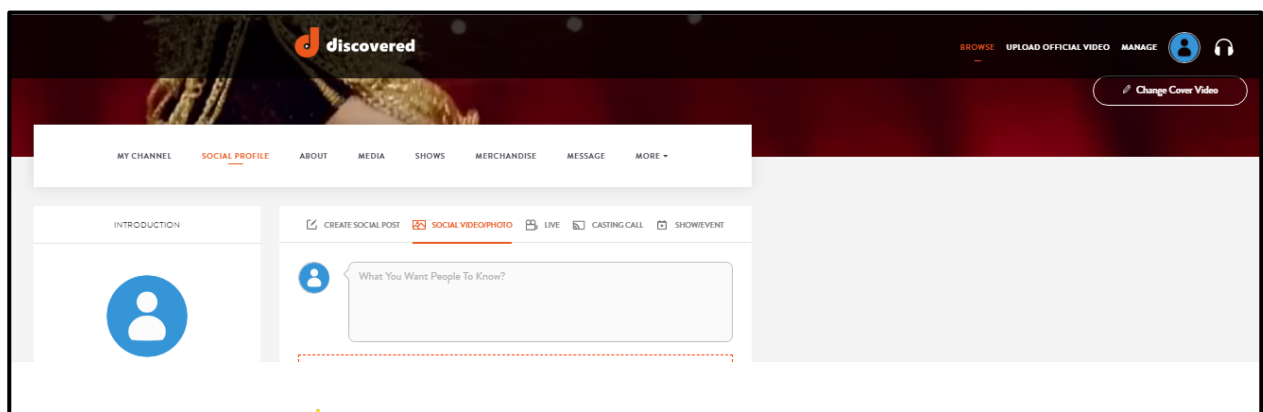 discovered
BROWSE UPLOAD OFFICIAL VIDEO MANAGE
Change Cover Video
MY CHANNEL SOCIAL PROFILE ABOUT MEDIA SHOWS MERCHANDISE MESSAGE MORE
INTRODUCTION
CREATE SOCIAL POST SOCIAL VIDEO/PHOTO LIVE CASTING CALL SHOW/EVENT
What You Want People To Know?